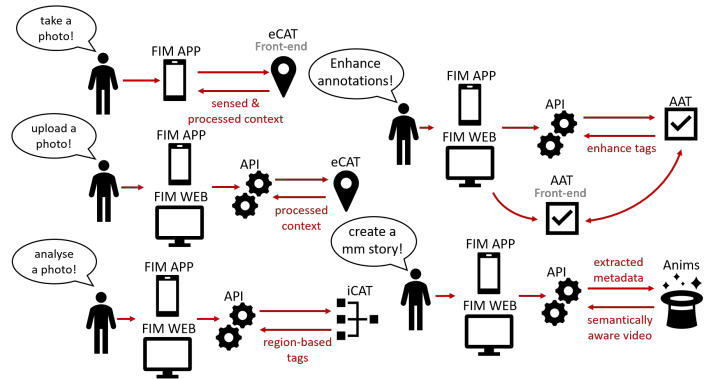 take a
photo!
FIM APP
eCAT
Front-end
sensed &
processed context
upload a
photo!
FIM APP
FIM WEB
API
eCAT
processed
context
analyse
a photo!
FIM APP
FIM WEB
API
iCAT
region-based
tags
Enhance
annotations!
FIM APP
FIM WEB
API
AAT
enhance tags
AAT
Front-end
create a
mm story!
FIM APP
FIM WEB
API
extracted
metadata
Anims
semantically
aware video